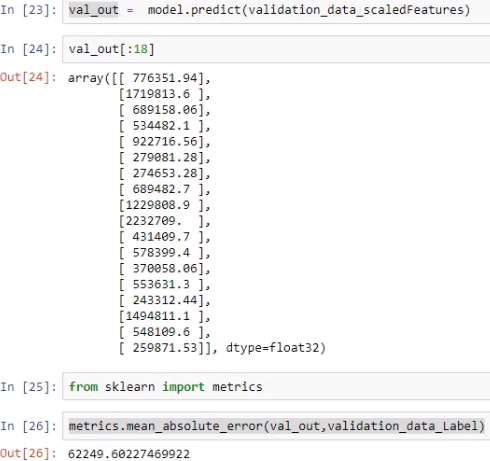 In [23]: val_out =  model.predict(validation_data_scaledFeatures)
In [24]: val_out[:18]
Out[24]: array([[ 776351.94],
[1719813.6 ],
[ 689158.06],
[ 534482.1 ],
[ 922716.56],
[ 279081.28],
[ 274653.28],
[ 689482.7 ],
[1229808.9 ],
[2232709.  ],
[ 431409.7 ],
[ 578399.4 ],
[ 370058.06],
[ 553631.3 ],
[ 243312.44],
[1494811.1 ],
[ 548109.6 ],
[ 259871.53]], dtype=float32)
In [25]: from sklearn import metrics
In [26]: metrics.mean_absolute_error(val_out,validation_data_Label)
Out[26]: 62249.60227469922